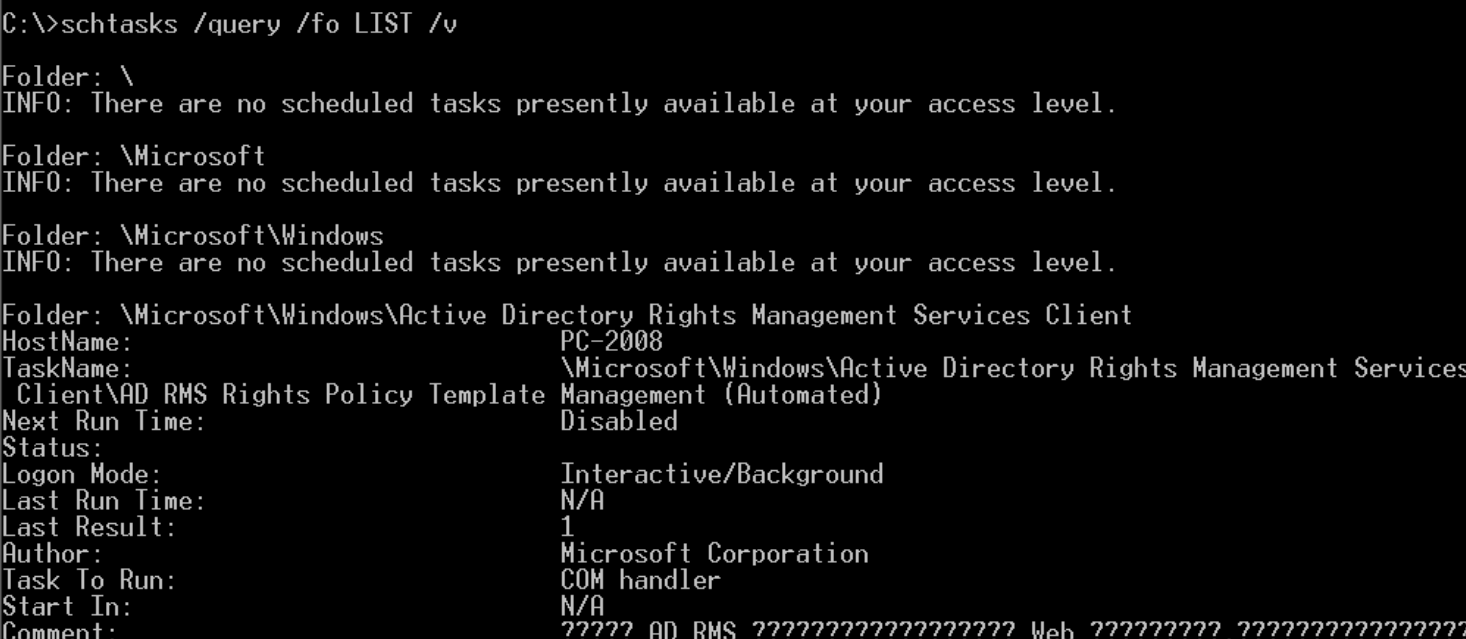 C:\>schtasks /query /fo LIST /v
Folder: \
INFO: There are no scheduled tasks presently available at your access level.
Folder: \Microsoft
INFO: There are no scheduled tasks presently available at your access level.
Folder: \Microsoft\Windows
INFO: There are no scheduled tasks presently available at your access level.
Folder: \Microsoft\Windows\Active Directory Rights Management Services Client
HostName: PC-2008
TaskName: \Microsoft\Windows\Active Directory Rights Management Services
Client\AD RMS Rights Policy Template Management (Automated)
Next Run Time: Disabled
Status:
Logon Mode: Interactive/Background
Last Run Time: N/A
Last Result: 1
Author: Microsoft Corporation
Task To Run: COM handler
Start In: N/A
Comment: ????? AD RMS ?????????????????? Web ????????? ????????????????